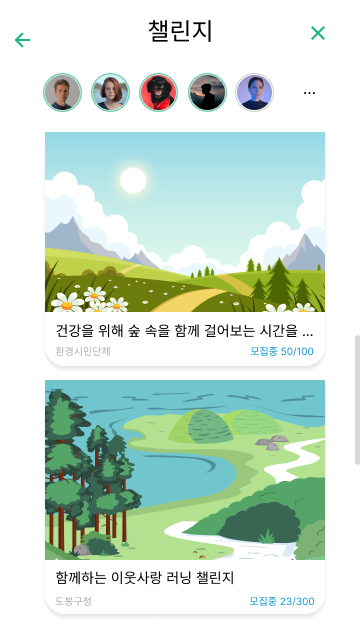 챌린지
...
건강을 위해 숲 속을 함께 걸어보는 시간을 ...
환경시민단체
모집중 50/100
함께하는 이웃사랑 러닝 챌린지
도봉구청
모집중 23/300